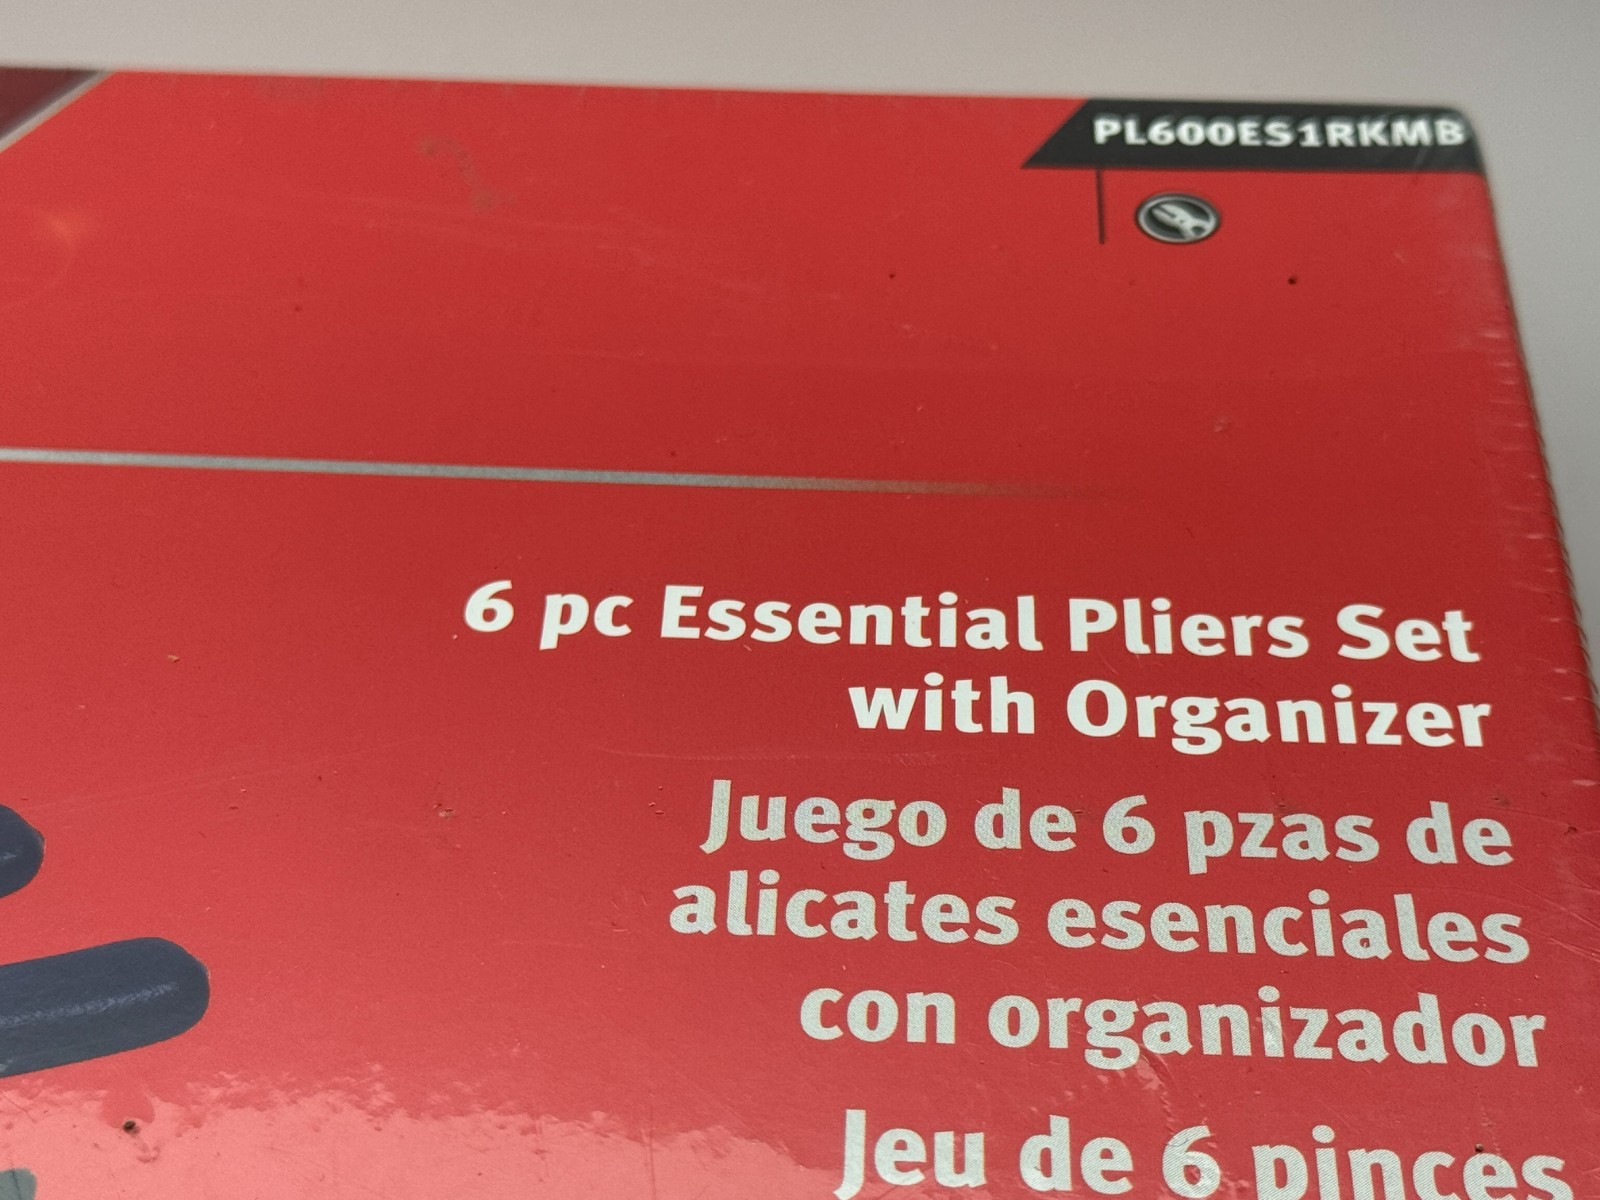 PL600ES1RKMB
6 pc Essential Pliers Set
with Organizer
Juego de 6 pzas de
alicates esenciales
con organizador
Jeu de 6 pinces